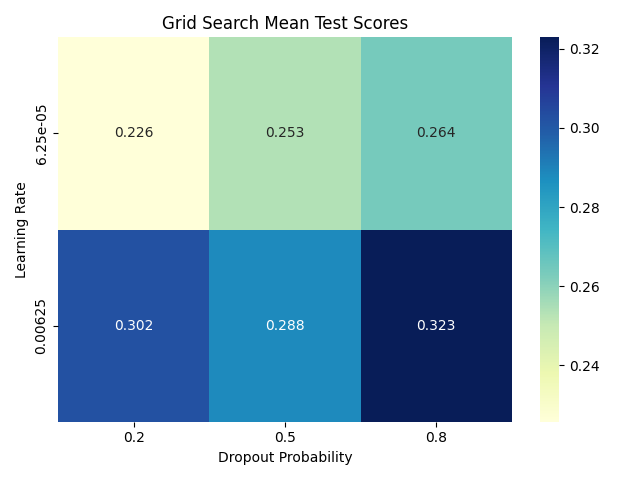 Grid Search Mean Test Scores
Learning Rate
6.25e-05
0.00625
0.226 0.253 0.264
0.302 0.288 0.323
0.2 0.5 0.8
Dropout Probability
0.32
0.30
0.28
0.26
0.24